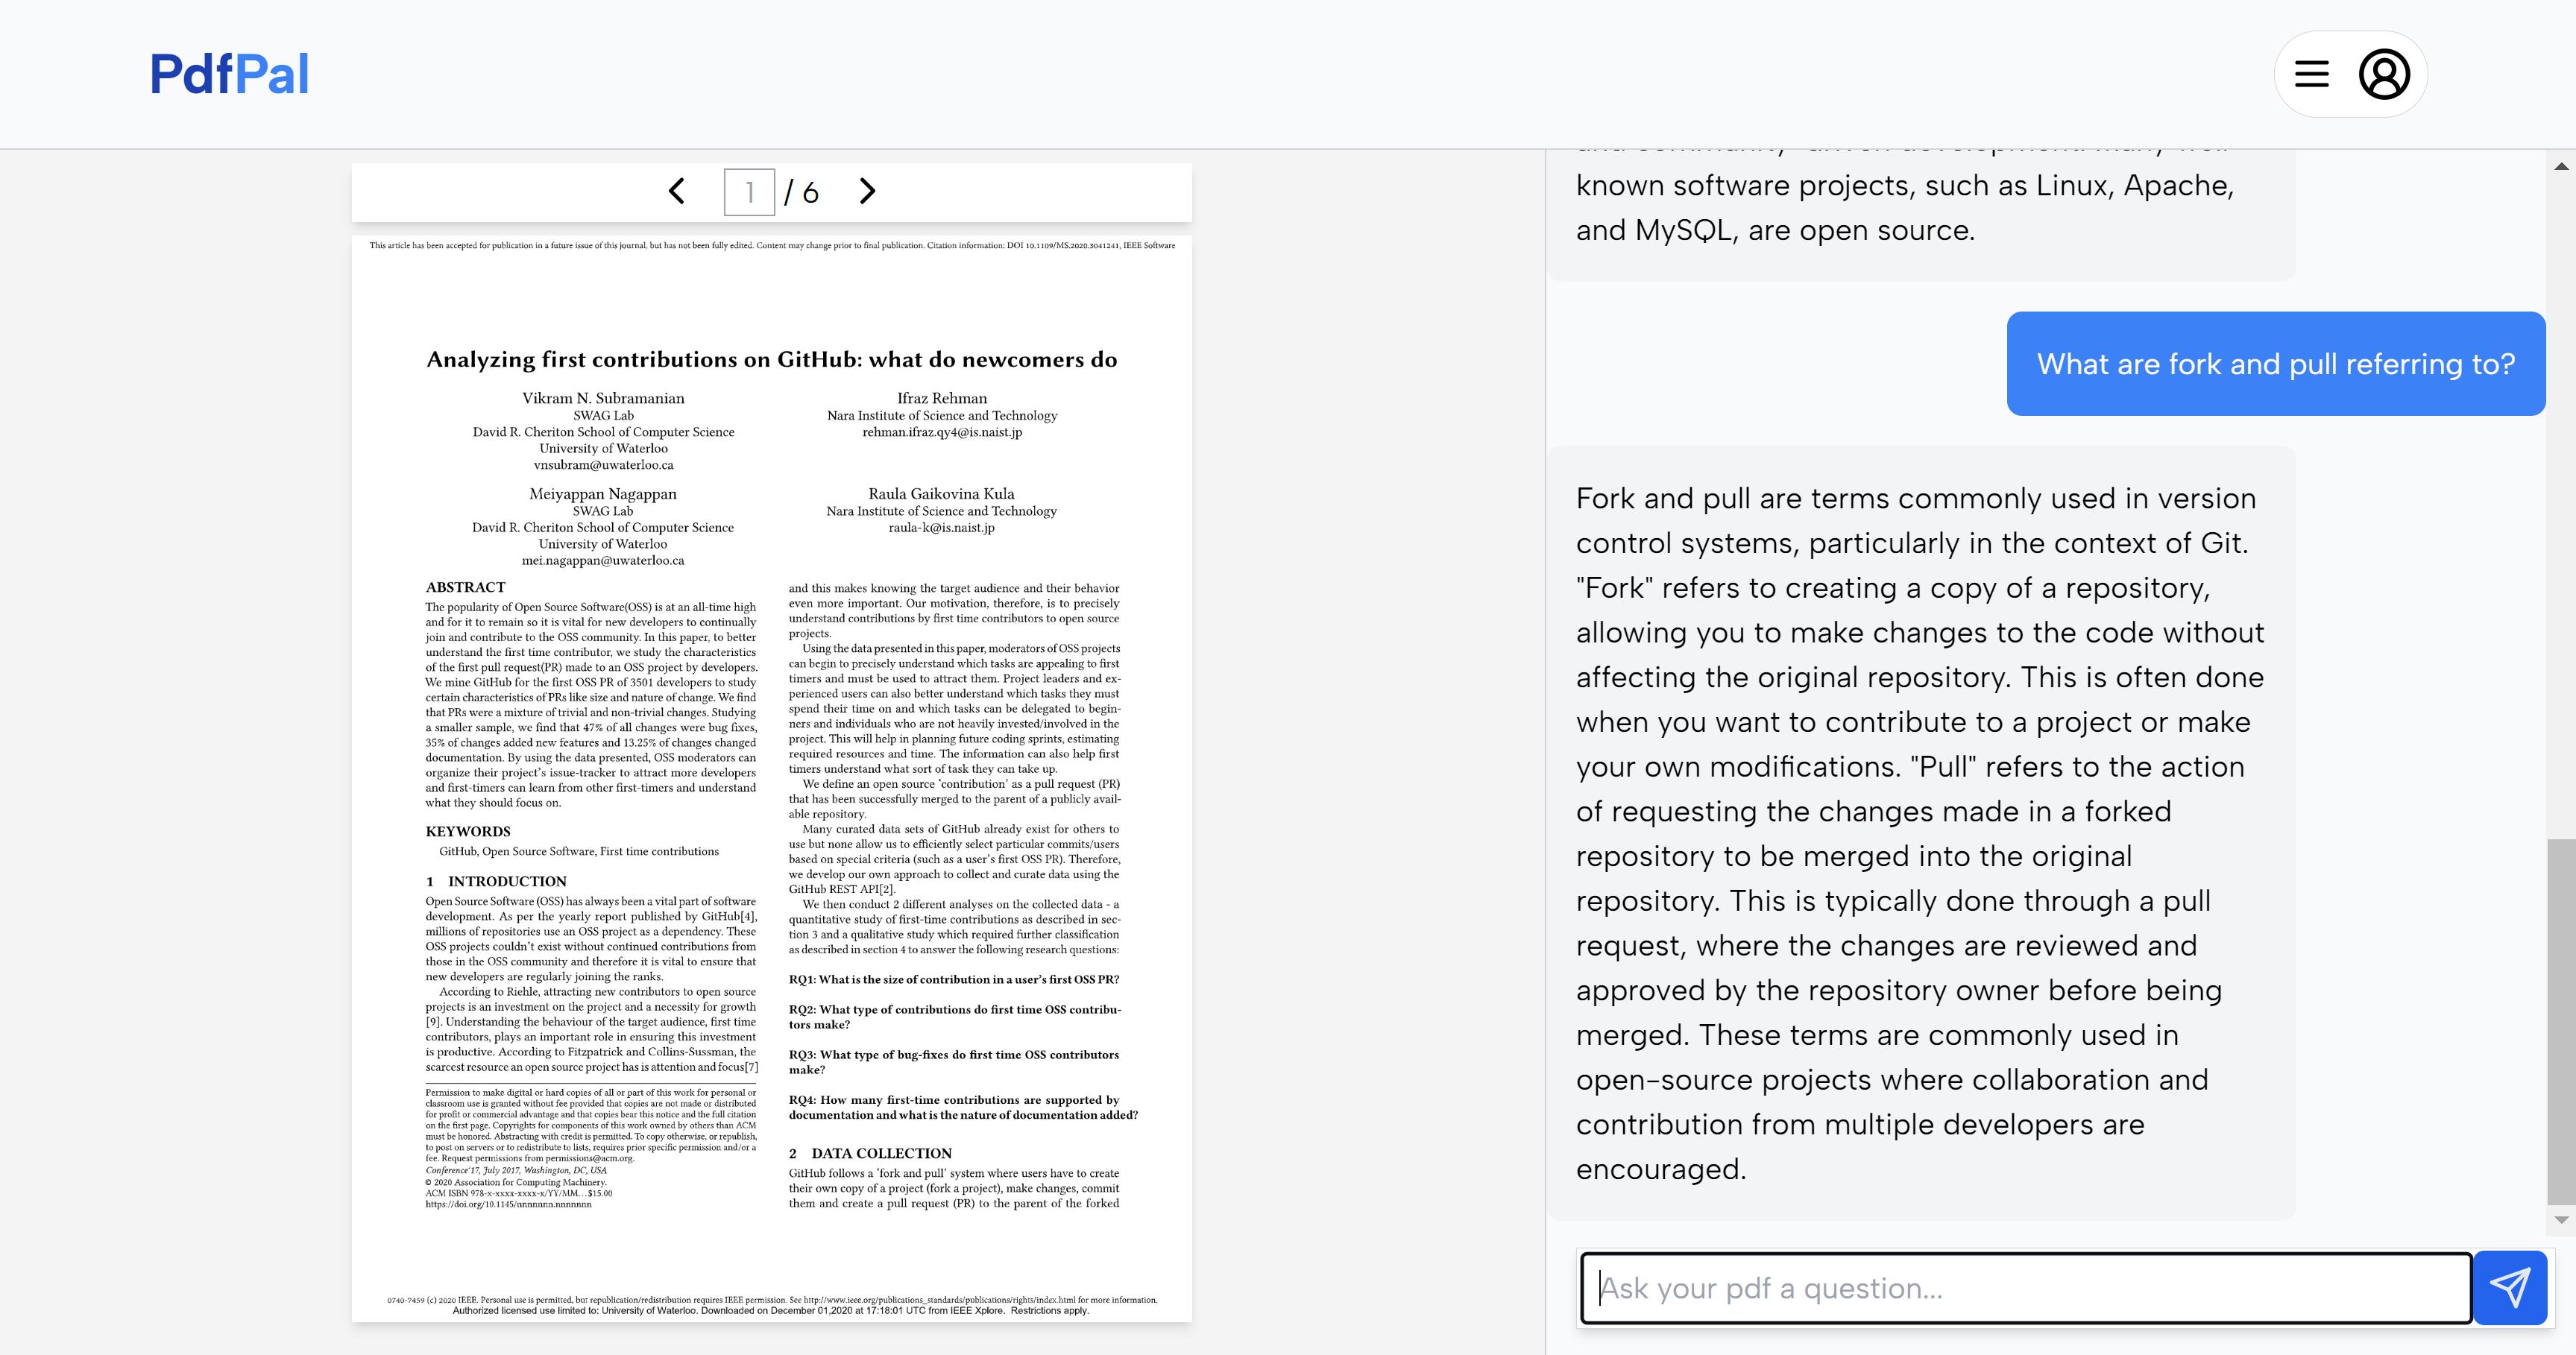 PdfPal
1 / 6
This article has been accepted for publication in a future issue of this journal, but has not been fully edited. Content may change prior to final publication. Citation information: DOI 10.1109/MS.2020.3041241, IEEE Software
Analyzing first contributions on GitHub: what do newcomers do
Vikram N. Subramanian
SWAG Lab
David R. Cheriton School of Computer Science
University of Waterloo
vnsubram@uwaterloo.ca
Ifraz Rehman
Nara Institute of Science and Technology
rehman.ifraz.qy4@is.naist.jp
Meiyappan Nagappan
SWAG Lab
David R. Cheriton School of Computer Science
University of Waterloo
mei.nagappan@uwaterloo.ca
Raula Gaikovina Kula
Nara Institute of Science and Technology
raula-k@is.naist.jp
ABSTRACT
The popularity of Open Source Software(OSS) is at an all-time high
and for it to remain so it is vital for new developers to continually
join and contribute to the OSS community. In this paper, to better
understand the first time contributor, we study the characteristics
of the first pull request(PR) made to an OSS project by developers.
We mine GitHub for the first OSS PR of 3501 developers to study
certain characteristics of PRs like size and nature of change. We find
that PRs were a mixture of trivial and non-trivial changes. Studying
a smaller sample, we find that 47% of all changes were bug fixes,
35% of changes added new features and 13.25% of changes changed
documentation. By using the data presented, OSS moderators can
organize their project's issue-tracker to attract more developers
and first-timers can learn from other first-timers and understand
what they should focus on.
KEYWORDS
GitHub, Open Source Software, First time contributions
1 INTRODUCTION
Open Source Software (OSS) has always been a vital part of software
development. As per the yearly report published by GitHub[4],
millions of repositories use an OSS project as a dependency. These
OSS projects couldn't exist without continued contributions from
those in the OSS community and therefore it is vital to ensure that
new developers are regularly joining the ranks.
According to Riehle, attracting new contributors to open source
projects is an investment on the project and a necessity for growth
[9]. Understanding the behaviour of the target audience, first time
contributors, plays an important role in ensuring this investment
is productive. According to Fitzpatrick and Collins-Sussman, the
scarcest resource an open source project has is attention and focus[7]
Permission to make digital or hard copies of all or part of this work for personal or
classroom use is granted without fee provided that copies are not made or distributed
for profit or commercial advantage and that copies bear this notice and the full citation
on the first page. Copyrights for components of this work owned by others than ACM
must be honored. Abstracting with credit is permitted. To copy otherwise, or republish,
to post on servers or to redistribute to lists, requires prior specific permission and/or a
fee. Request permissions from permissions@acm.org.
Conference'17, July 2017, Washington, DC, USA
© 2020 Association for Computing Machinery.
ACM ISBN 978-x-xxxx-xxxx-x/YY/MM...$15.00
https://doi.org/10.1145/nnnnnnn.nnnnnnn
and this makes knowing the target audience and their behavior
even more important. Our motivation, therefore, is to precisely
understand contributions by first time contributors to open source
projects.
Using the data presented in this paper, moderators of OSS projects
can begin to precisely understand which tasks are appealing to first
timers and must be used to attract them. Project leaders and ex-
perienced users can also better understand which tasks they must
spend their time on and which tasks can be delegated to begin-
ners and individuals who are not heavily invested/involved in the
project. This will help in planning future coding sprints, estimating
required resources and time. The information can also help first
timers understand what sort of task they can take up.
We define an open source 'contribution' as a pull request (PR)
that has been successfully merged to the parent of a publicly avail-
able repository.
Many curated data sets of GitHub already exist for others to
use but none allow us to efficiently select particular commits/users
based on special criteria (such as a user's first OSS PR). Therefore,
we develop our own approach to collect and curate data using the
GitHub REST API[2].
We then conduct 2 different analyses on the collected data - a
quantitative study of first-time contributions as described in sec-
tion 3 and a qualitative study which required further classification
as described in section 4 to answer the following research questions:
RQ1: What is the size of contribution in a user's first OSS PR?
RQ2: What type of contributions do first time OSS contribu-
tors make?
RQ3: What type of bug-fixes do first time OSS contributors
make?
RQ4: How many first-time contributions are supported by
documentation and what is the nature of documentation added?
2 DATA COLLECTION
GitHub follows a 'fork and pull' system where users have to create
their own copy of a project (fork a project), make changes, commit
them and create a pull request (PR) to the parent of the forked
0740-7459 (c) 2020 IEEE. Personal use is permitted, but republication/redistribution requires IEEE permission. See http://www.ieee.org/publications_standards/publications/rights/index.html for more information.
Authorized licensed use limited to: University of Waterloo. Downloaded on December 01,2020 at 17:18:01 UTC from IEEE Xplore. Restrictions apply.
known software projects, such as Linux, Apache,
and MySQL, are open source.
What are fork and pull referring to?
Fork and pull are terms commonly used in version
control systems, particularly in the context of Git.
"Fork" refers to creating a copy of a repository,
allowing you to make changes to the code without
affecting the original repository. This is often done
when you want to contribute to a project or make
your own modifications. "Pull" refers to the action
of requesting the changes made in a forked
repository to be merged into the original
repository. This is typically done through a pull
request, where the changes are reviewed and
approved by the repository owner before being
merged. These terms are commonly used in
open-source projects where collaboration and
contribution from multiple developers are
encouraged.
Ask your pdf a question...